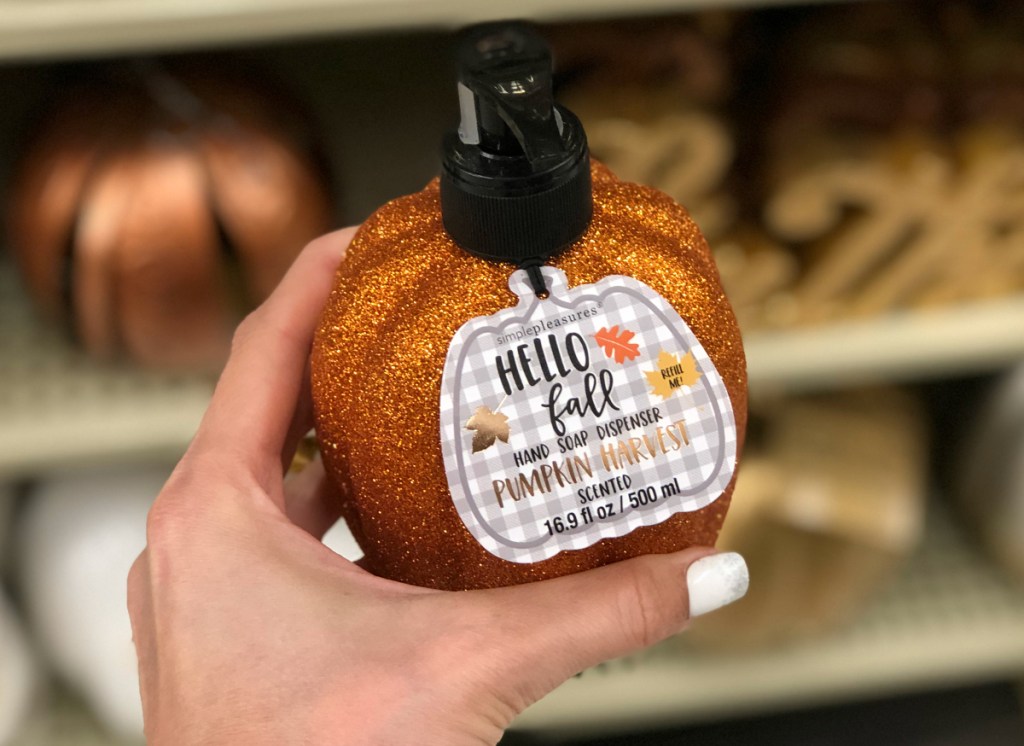 simplepleasures
HELLO
fall
REFILL
ME!
HAND SOAP DISPENSER
PUMPKIN HARVEST
SCENTED
16.9 fl oz / 500 ml